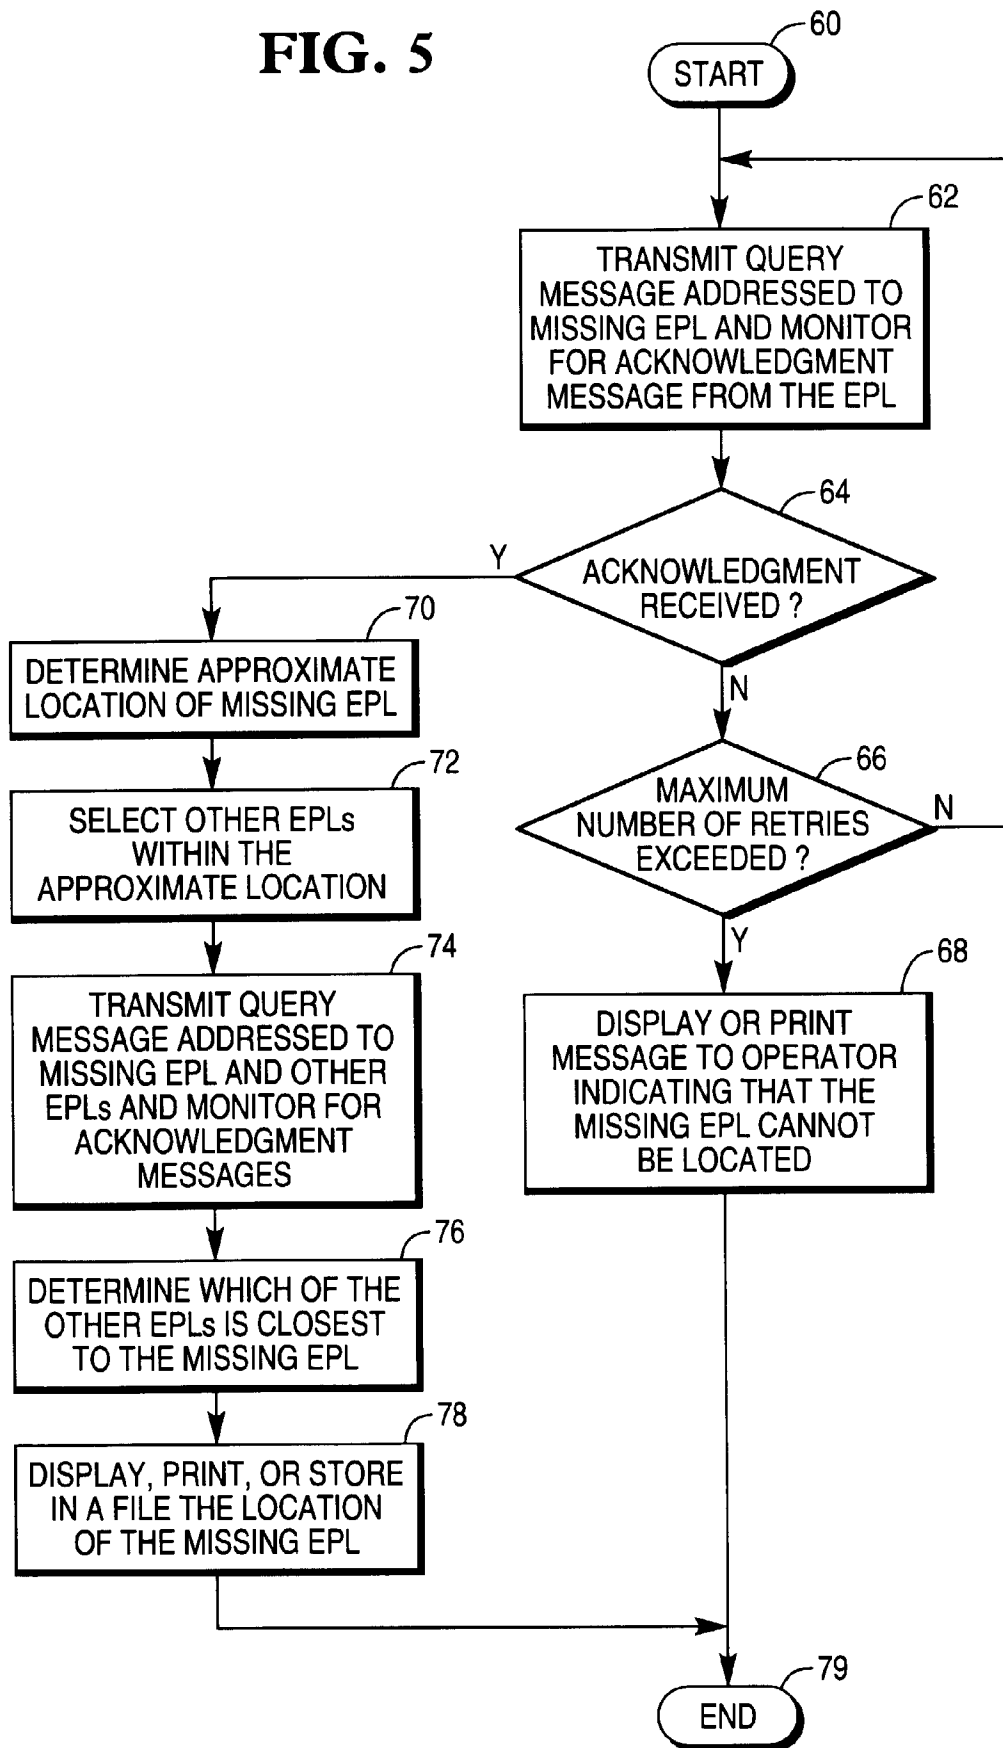 FIG. 5
60
START
62
TRANSMIT QUERY
MESSAGE ADDRESSED TO
MISSING EPL AND MONITOR
FOR ACKNOWLEDGMENT
MESSAGE FROM THE EPL
64
ACKNOWLEDGMENT
RECEIVED ?
Y
N
66
MAXIMUM
NUMBER OF RETRIES
EXCEEDED ?
N
Y
68
DISPLAY OR PRINT
MESSAGE TO OPERATOR
INDICATING THAT THE
MISSING EPL CANNOT
BE LOCATED
70
DETERMINE APPROXIMATE
LOCATION OF MISSING EPL
72
SELECT OTHER EPLs
WITHIN THE
APPROXIMATE LOCATION
74
TRANSMIT QUERY
MESSAGE ADDRESSED TO
MISSING EPL AND OTHER
EPLs AND MONITOR FOR
ACKNOWLEDGMENT
MESSAGES
76
DETERMINE WHICH OF THE
OTHER EPLs IS CLOSEST
TO THE MISSING EPL
78
DISPLAY, PRINT, OR STORE
IN A FILE THE LOCATION
OF THE MISSING EPL
79
END